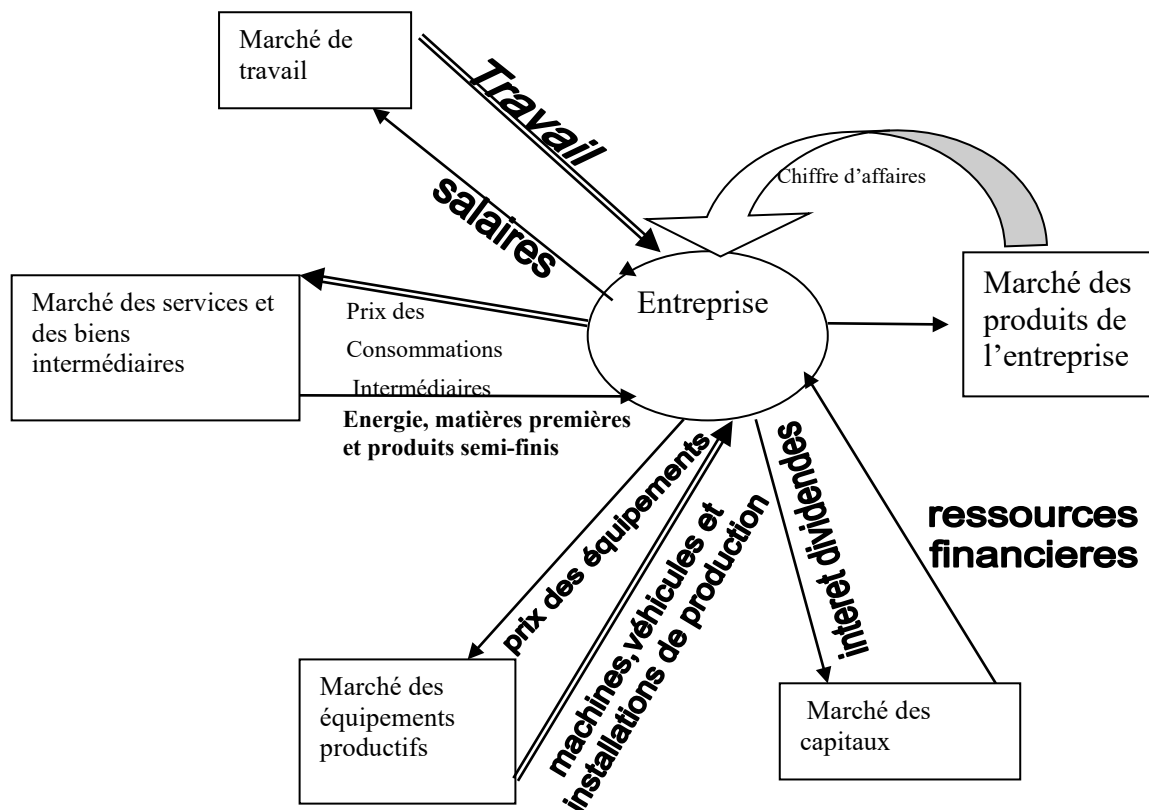 Marché de
travail
Travail
salaires
Chiffre d’affaires
Entreprise
Marché des
produits de
l’entreprise
Marché des services et
des biens
intermédiaires
Prix des
Consommations
Intermédiaires
Energie, matières premières
et produits semi-finis
prix des équipements
machines, véhicules et
installations de production
interet dividendes
ressources
financieres
Marché des
équipements
productifs
Marché des
capitaux